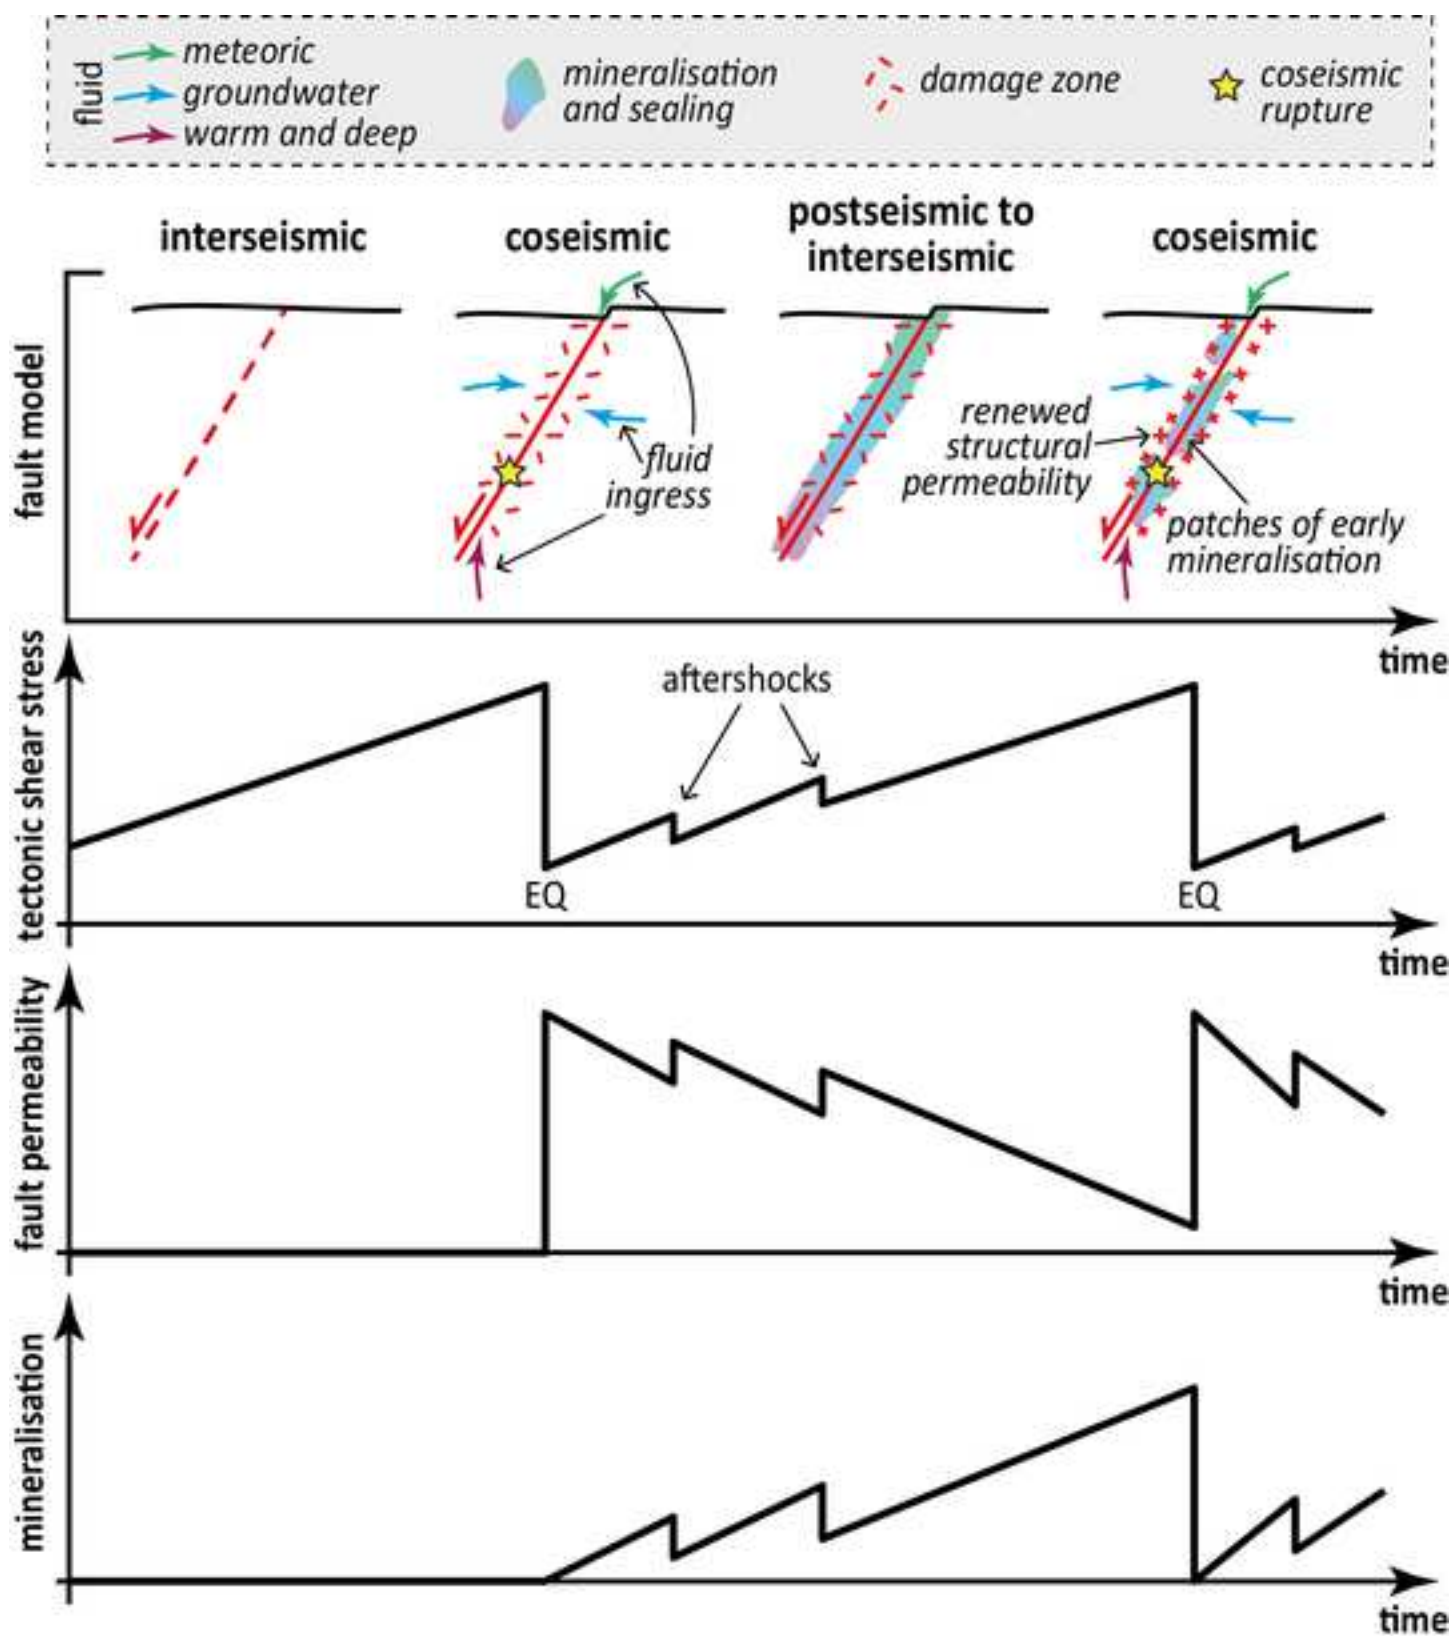 fluid
meteoric
groundwater
warm and deep
mineralisation
and sealing
damage zone
coseismic
rupture
interseismic
coseismic
postseismic to
interseismic
coseismic
fault model
fluid
ingress
renewed
structural
permeability
patches of early
mineralisation
time
tectonic shear stress
aftershocks
EQ
EQ
time
fault permeability
time
mineralisation
time